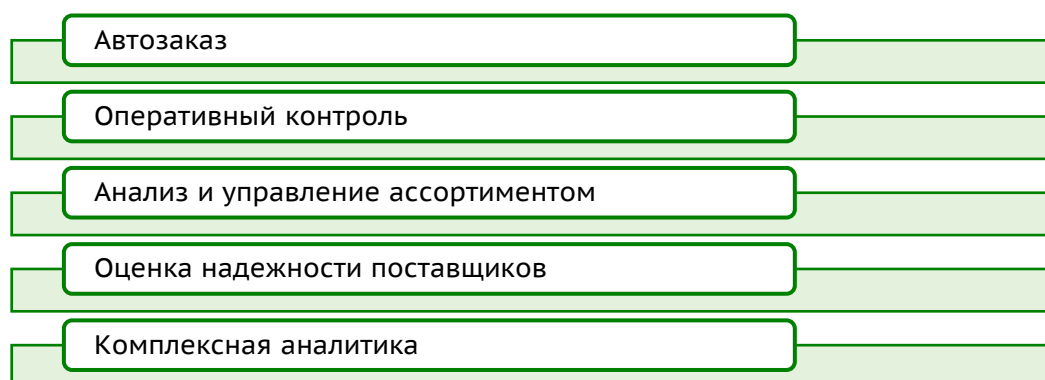 Автозаказ
Оперативный контроль
Анализ и управление ассортиментом
Оценка надежности поставщиков
Комплексная аналитика